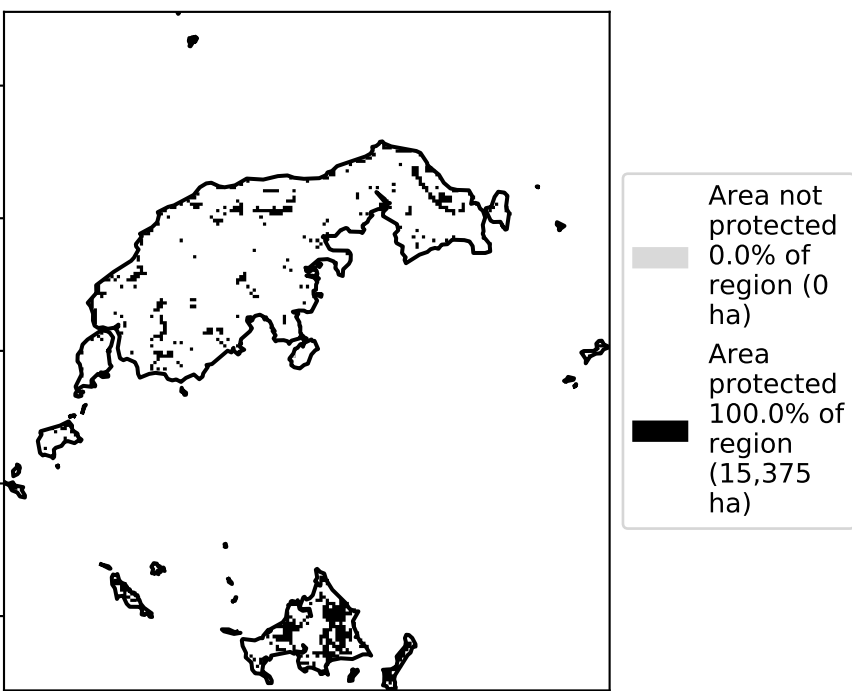 Area not
protected
0.0% of
region (0
ha)
Area
protected
100.0% of
region
(15,375
ha)